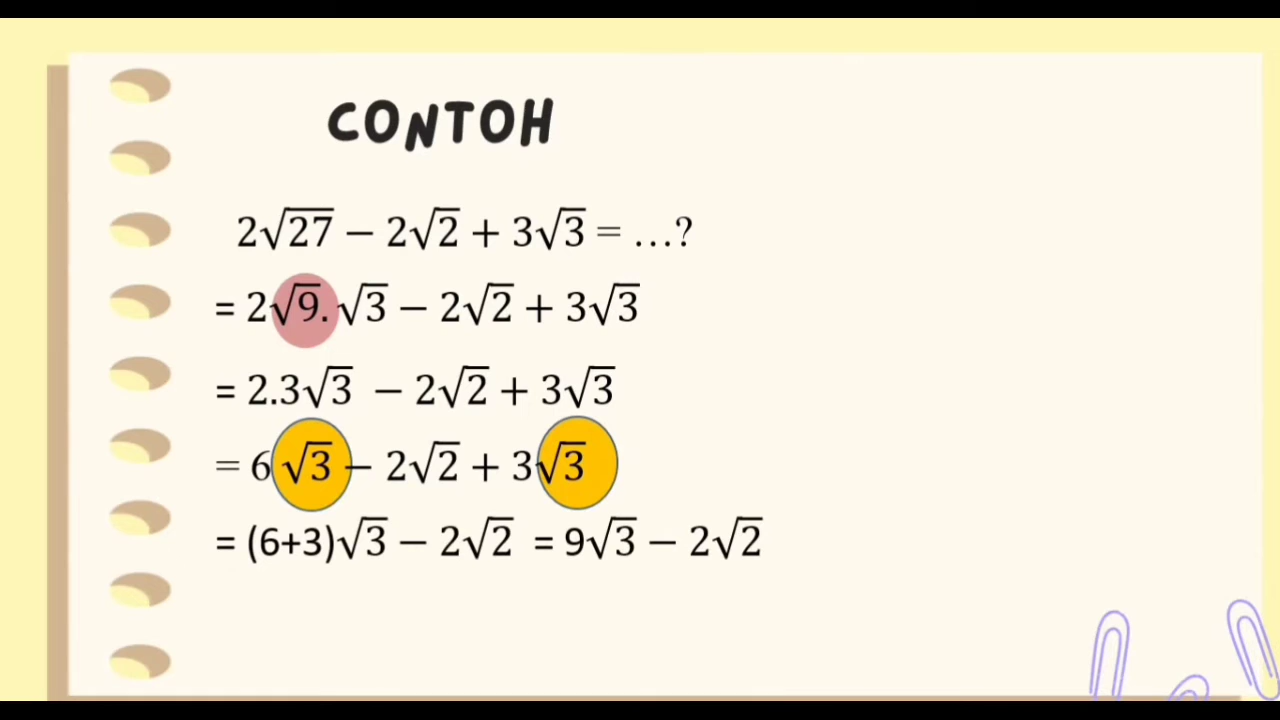 CONTOH
2√27 − 2√2 + 3√3 = …?
= 2√9.√3 − 2√2 + 3√3
= 2.3√3 − 2√2 + 3√3
= 6√3 − 2√2 + 3√3
= (6+3)√3 − 2√2 = 9√3 − 2√2